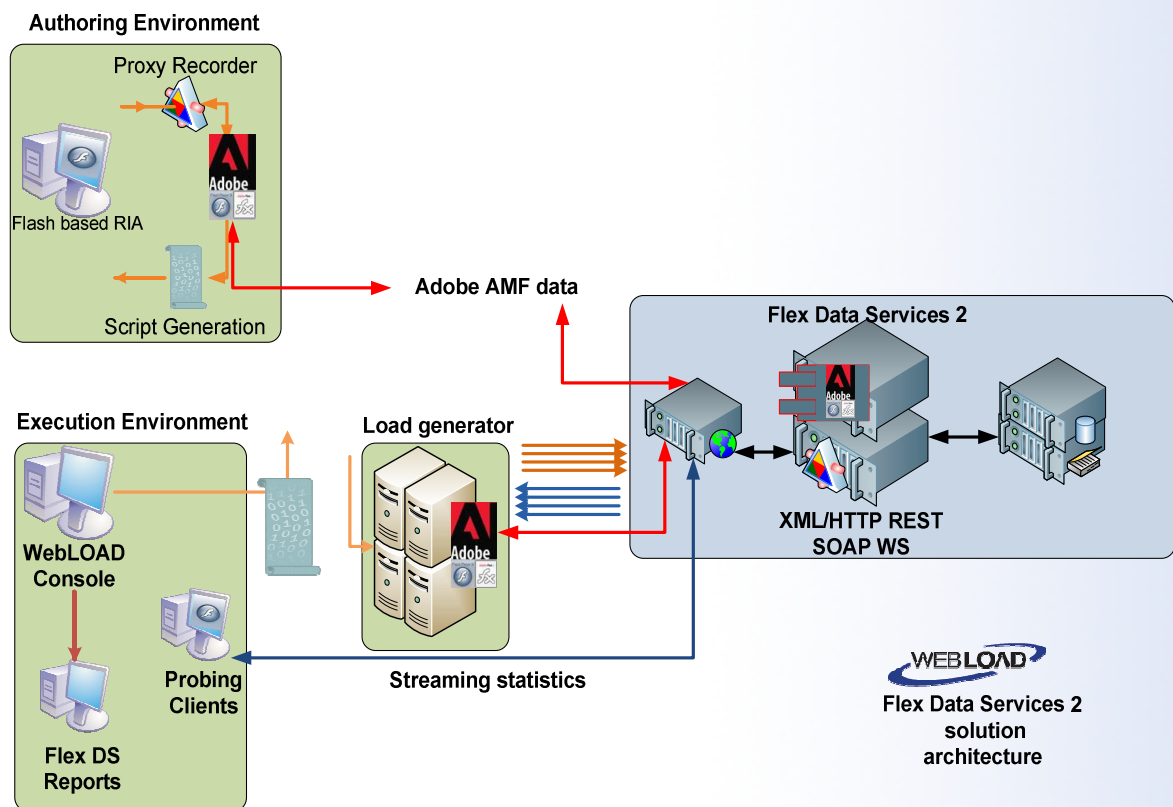 Authoring Environment
Proxy Recorder
Adobe
Flash based RIA
Script Generation
Adobe AMF data
Flex Data Services 2
Adobe
XML/HTTP REST
SOAP WS
Execution Environment
WebLOAD
Console
Probing
Clients
Flex DS
Reports
Load generator
Adobe
Streaming statistics
WEBLOAD
Flex Data Services 2
solution
architecture